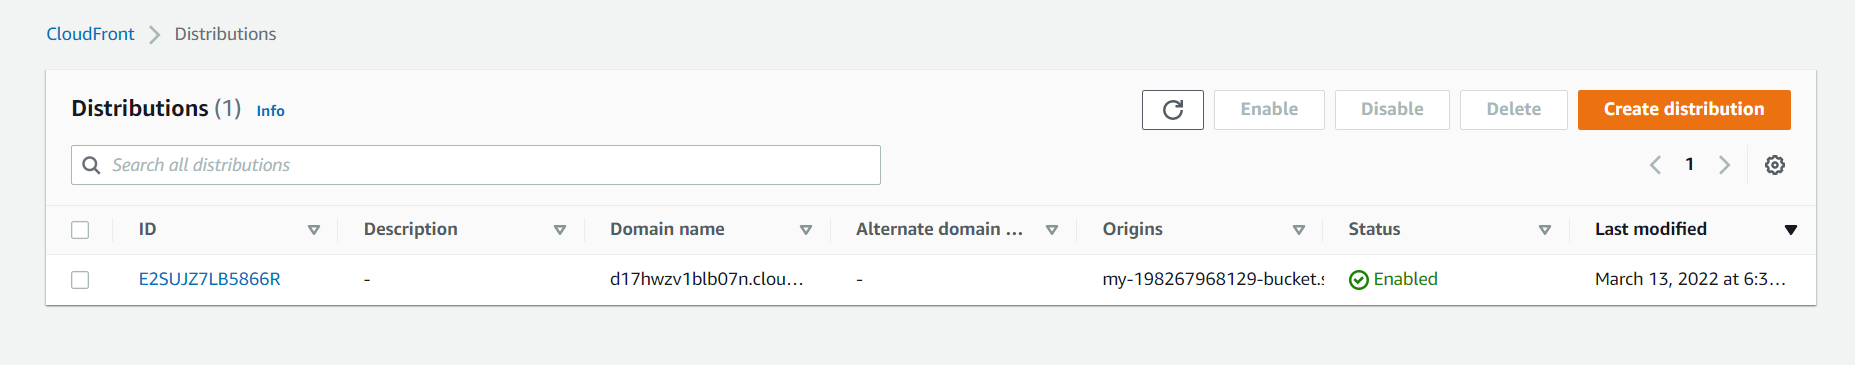 CloudFront Distributions
Distributions (1) Info
Enable Disable Delete Create distribution
Search all distributions
1
ID Description Domain name Alternate domain ... Origins Status Last modified
E2SUJZ7LB5866R - d17hwzv1blb07n.clou... - my-198267968129-bucket.s Enabled March 13, 2022 at 6:3...